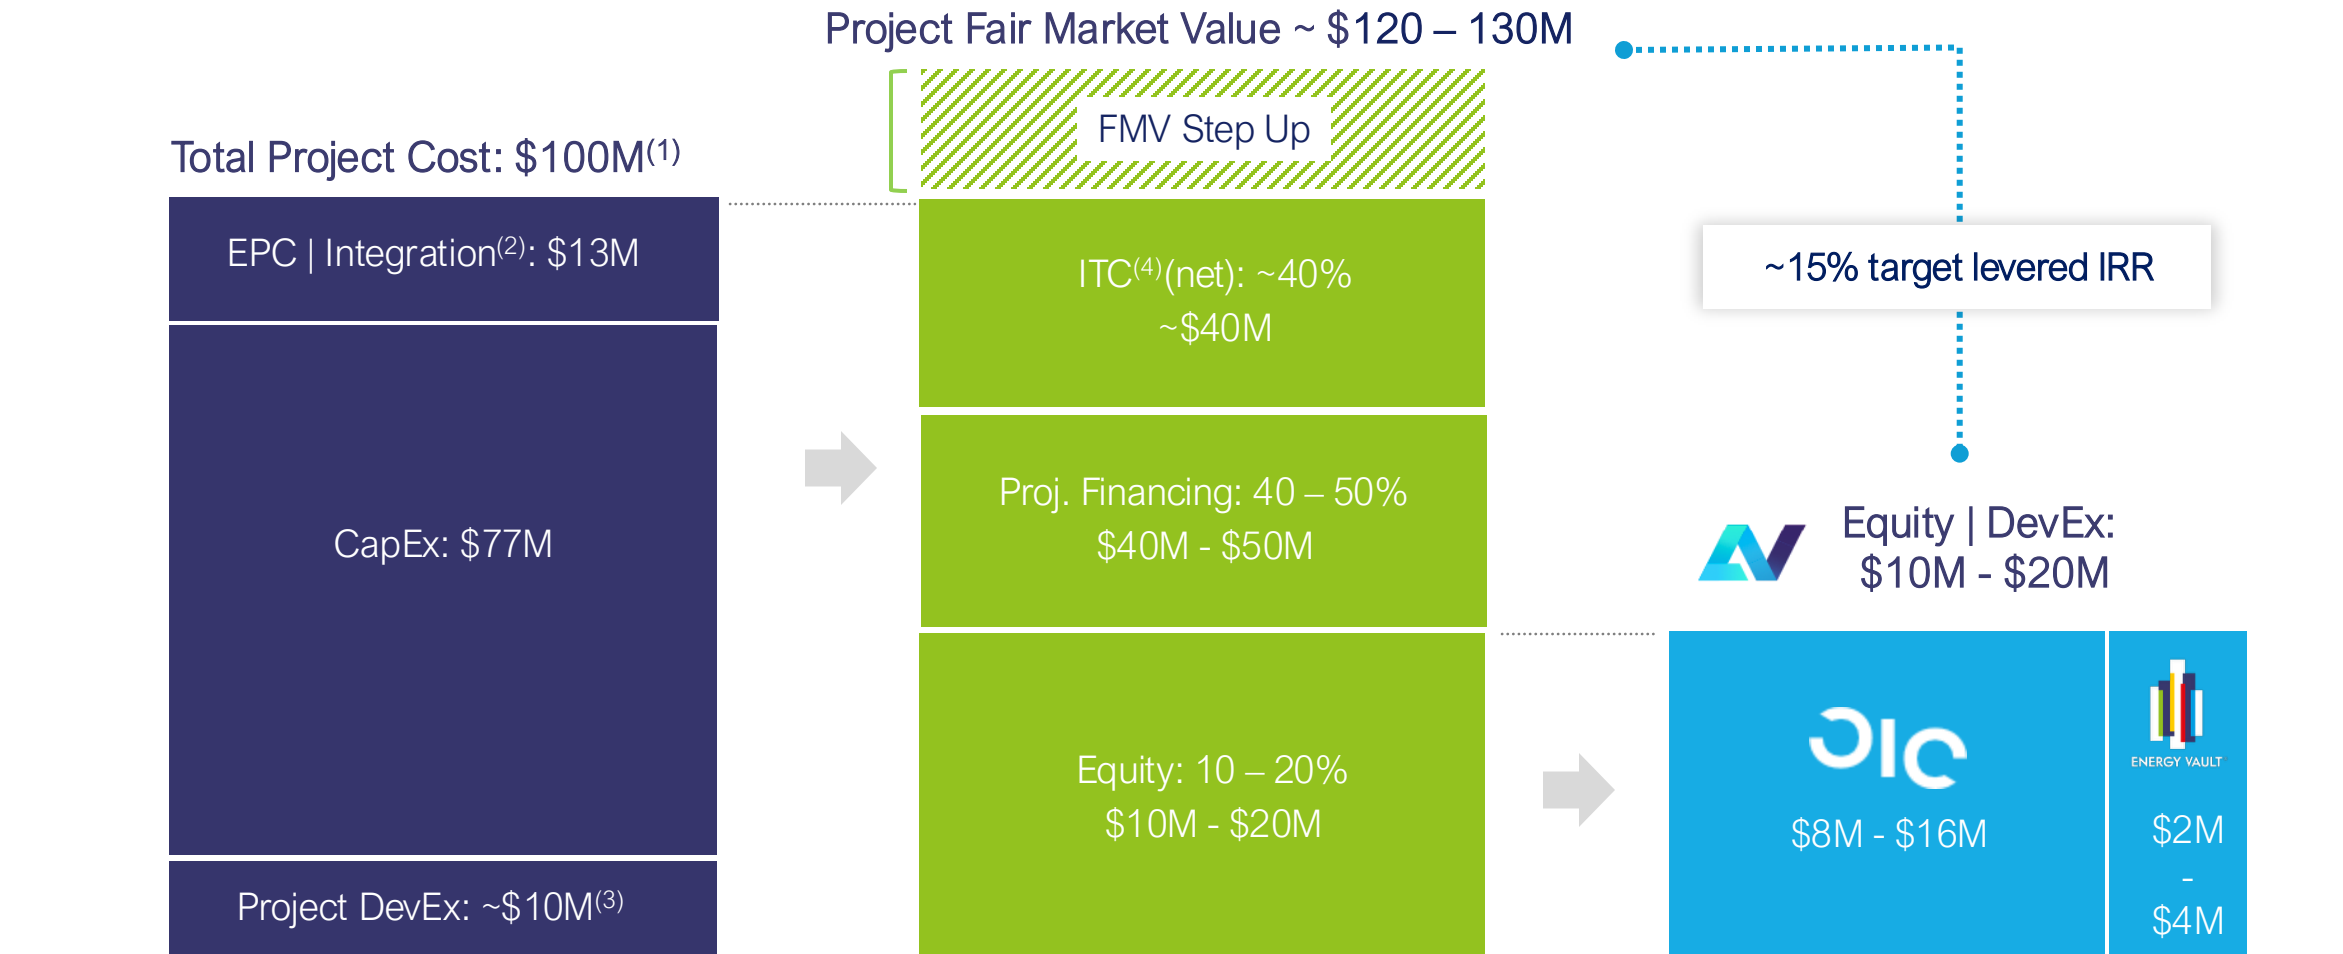 Project Fair Market Value ~ $120 – 130M
FMV Step Up
Total Project Cost: $100M(1)
EPC | Integration(2): $13M
CapEx: $77M
Project DevEx: ~$10M(3)
ITC(4)(net): ~40%
~$40M
Proj. Financing: 40 – 50%
$40M - $50M
Equity: 10 – 20%
$10M - $20M
~15% target levered IRR
Equity | DevEx:
$10M - $20M
OIC
$8M - $16M
ENERGY VAULT
$2M
-
$4M